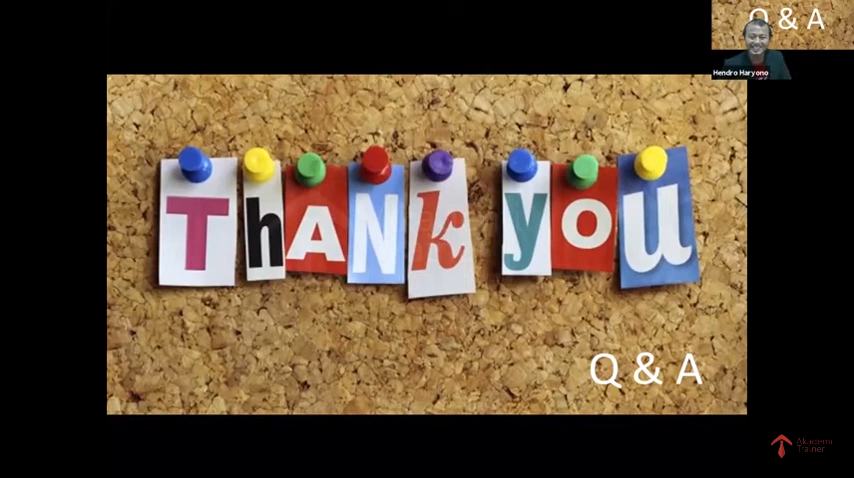 Q & A
Hendro Haryono
ThANk you
Q & A
Akademi
Trainer